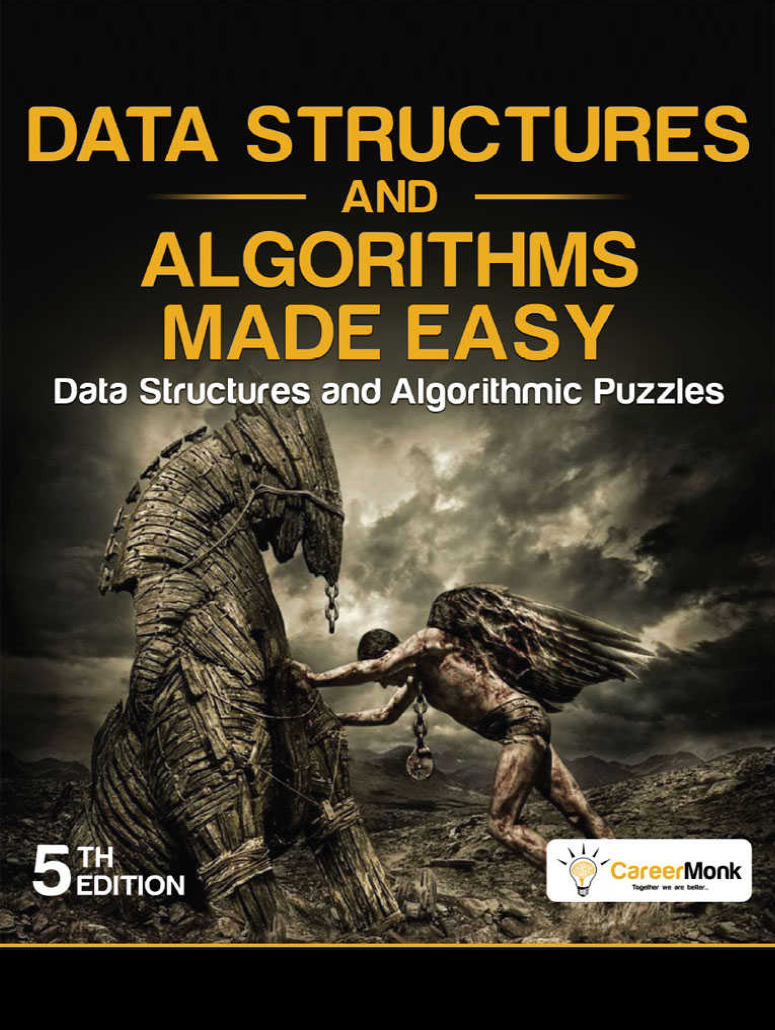 DATA STRUCTURES
AND
ALGORITHMS
MADE EASY
Data Structures and Algorithmic Puzzles
5TH
EDITION
CareerMonk
Together we are better..